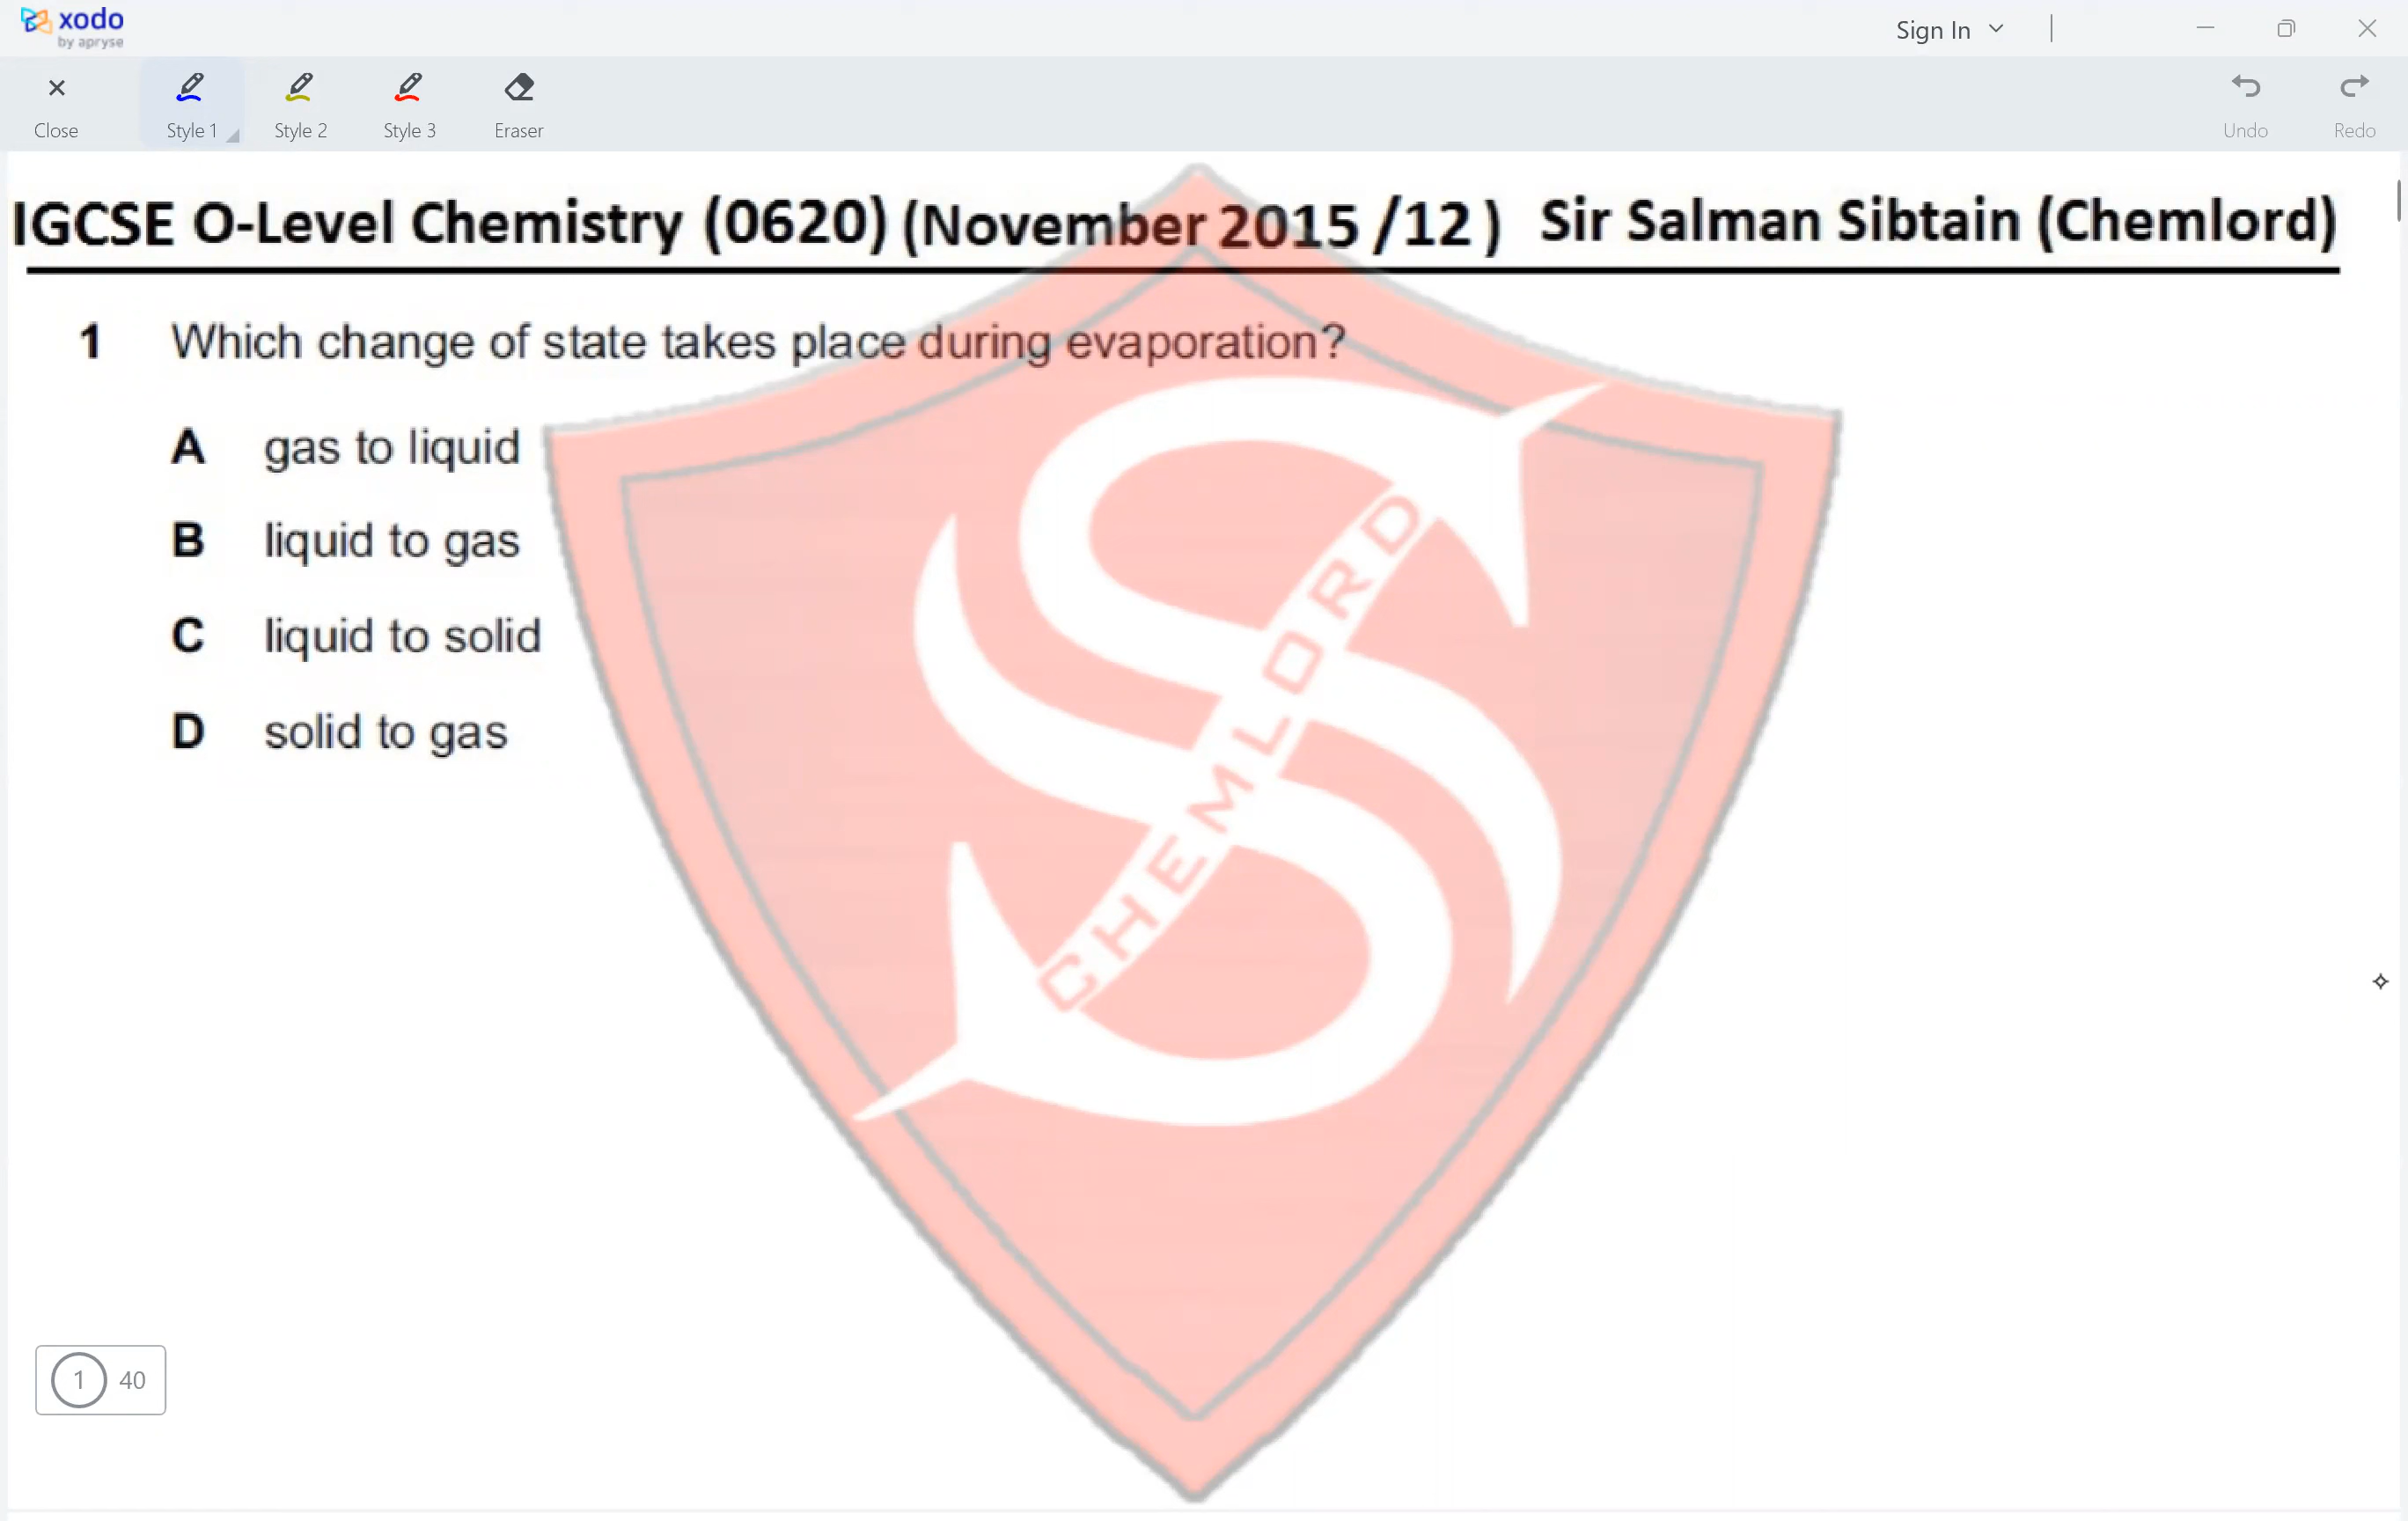 xodo
by apryse
Sign In
Close
Style 1
Style 2
Style 3
Eraser
Undo
Redo
IGCSE O-Level Chemistry (0620) (November 2015 /12 ) Sir Salman Sibtain (Chemlord)
1 Which change of state takes place during evaporation?
A gas to liquid
B liquid to gas
C liquid to solid
D solid to gas
CHEMLORD
1 40